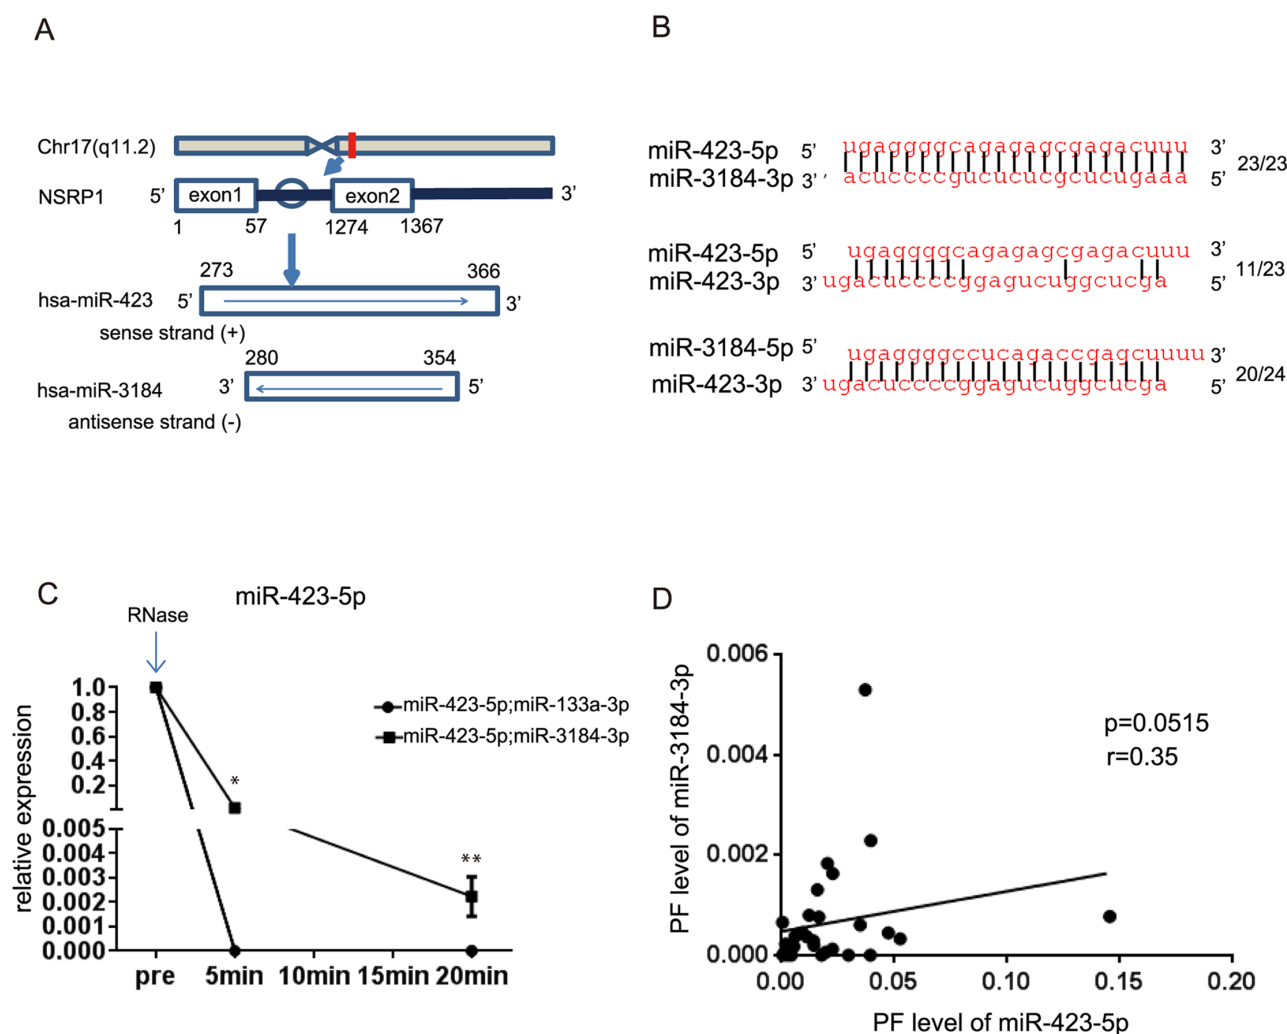 A
Chr17(q11.2)
NSRP1 5’ exon1 exon2 3’
1 57 1274 1367
273 366
hsa-miR-423 5’ 3’
sense strand (+)
280 354
hsa-miR-3184 3’ 5’
antisense strand (-)
B
miR-423-5p 5’ ugaggggcagagagcgagacuuu 3’
miR-3184-3p 3’ ’ acuccccgucucucgcucugaaa 5’
23/23
miR-423-5p 5’ ugaggggcagagagcgagacuuu 3’
miR-423-3p 3’ ugacuccccggagucuggcucga 5’
11/23
miR-3184-5p 5’ ugaggggccucagaccgagcuuuu 3’
miR-423-3p 3’ ugacuccccggagucuggcucga 5’
20/24
C
miR-423-5p
RNase
relative expression
1.0
0.8
0.6
0.4
0.2
0.005
0.004
0.003
0.002
0.001
0.000
pre 5min 10min 15min 20min
miR-423-5p;miR-133a-3p
miR-423-5p;miR-3184-3p
*
**
D
PF level of miR-3184-3p
0.006
0.004
0.002
0.000
0.00 0.05 0.10 0.15 0.20
PF level of miR-423-5p
p=0.0515
r=0.35